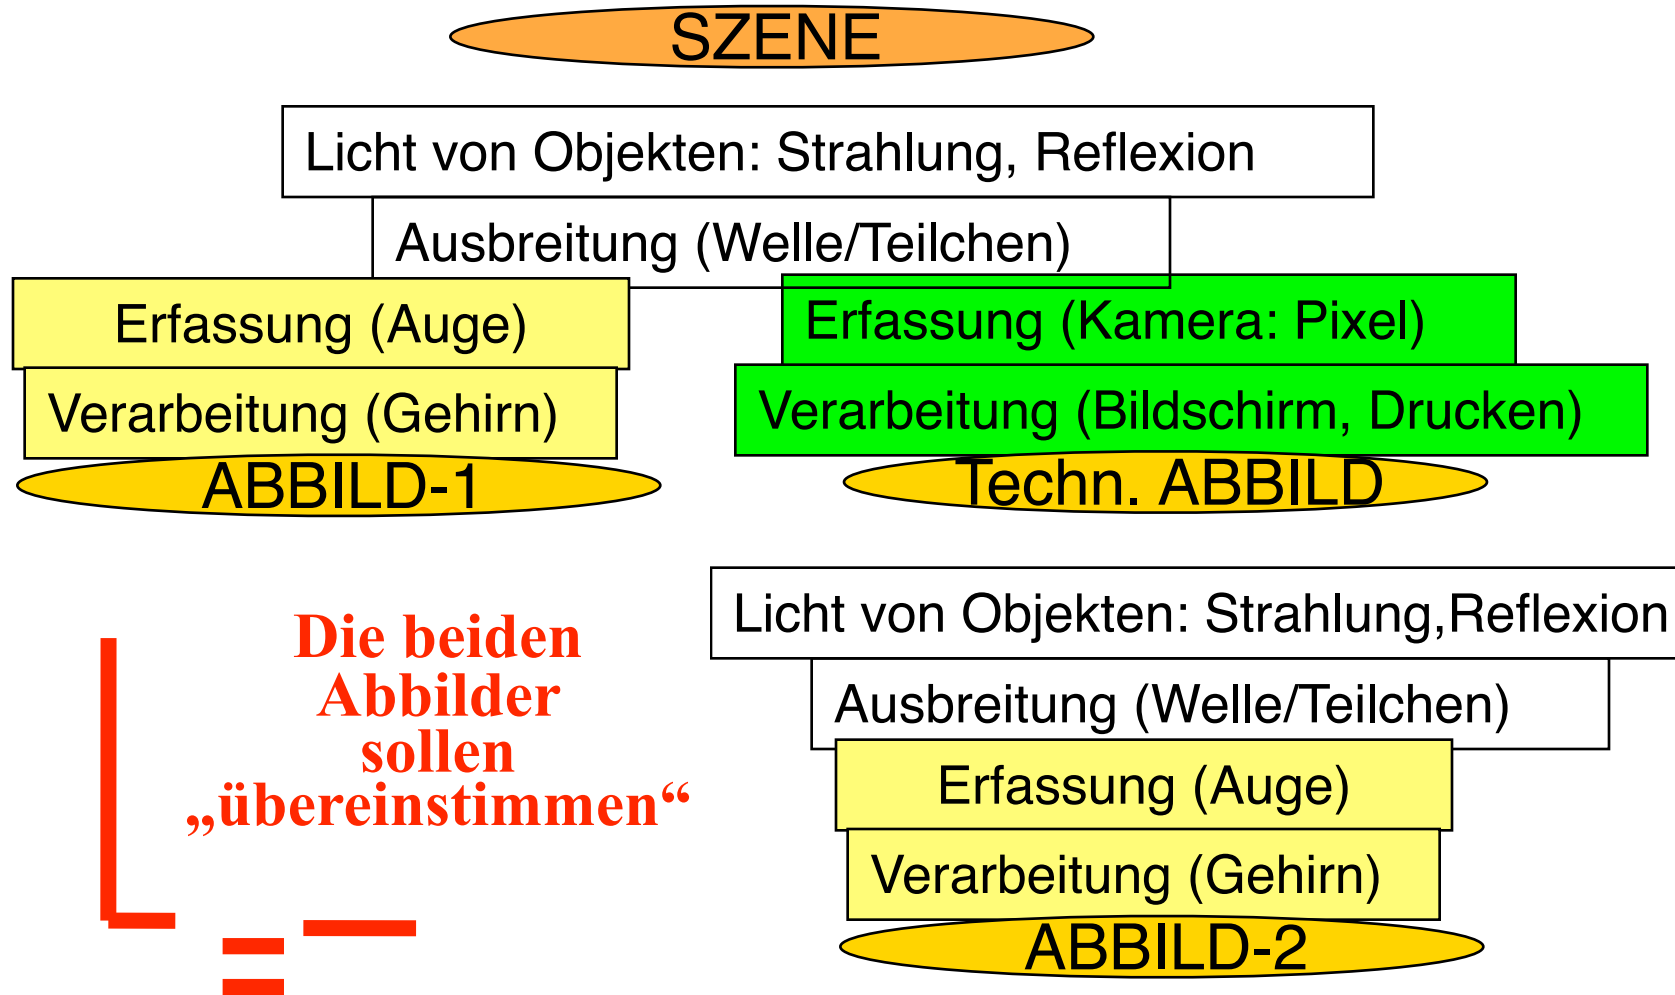 SZENE
Licht von Objekten: Strahlung, Reflexion
Ausbreitung (Welle/Teilchen)
Erfassung (Auge)
Verarbeitung (Gehirn)
ABBILD-1
Erfassung (Kamera: Pixel)
Verarbeitung (Bildschirm, Drucken)
Techn. ABBILD
Die beiden
Abbilder
sollen
„übereinstimmen“
Licht von Objekten: Strahlung,Reflexion
Ausbreitung (Welle/Teilchen)
Erfassung (Auge)
Verarbeitung (Gehirn)
ABBILD-2